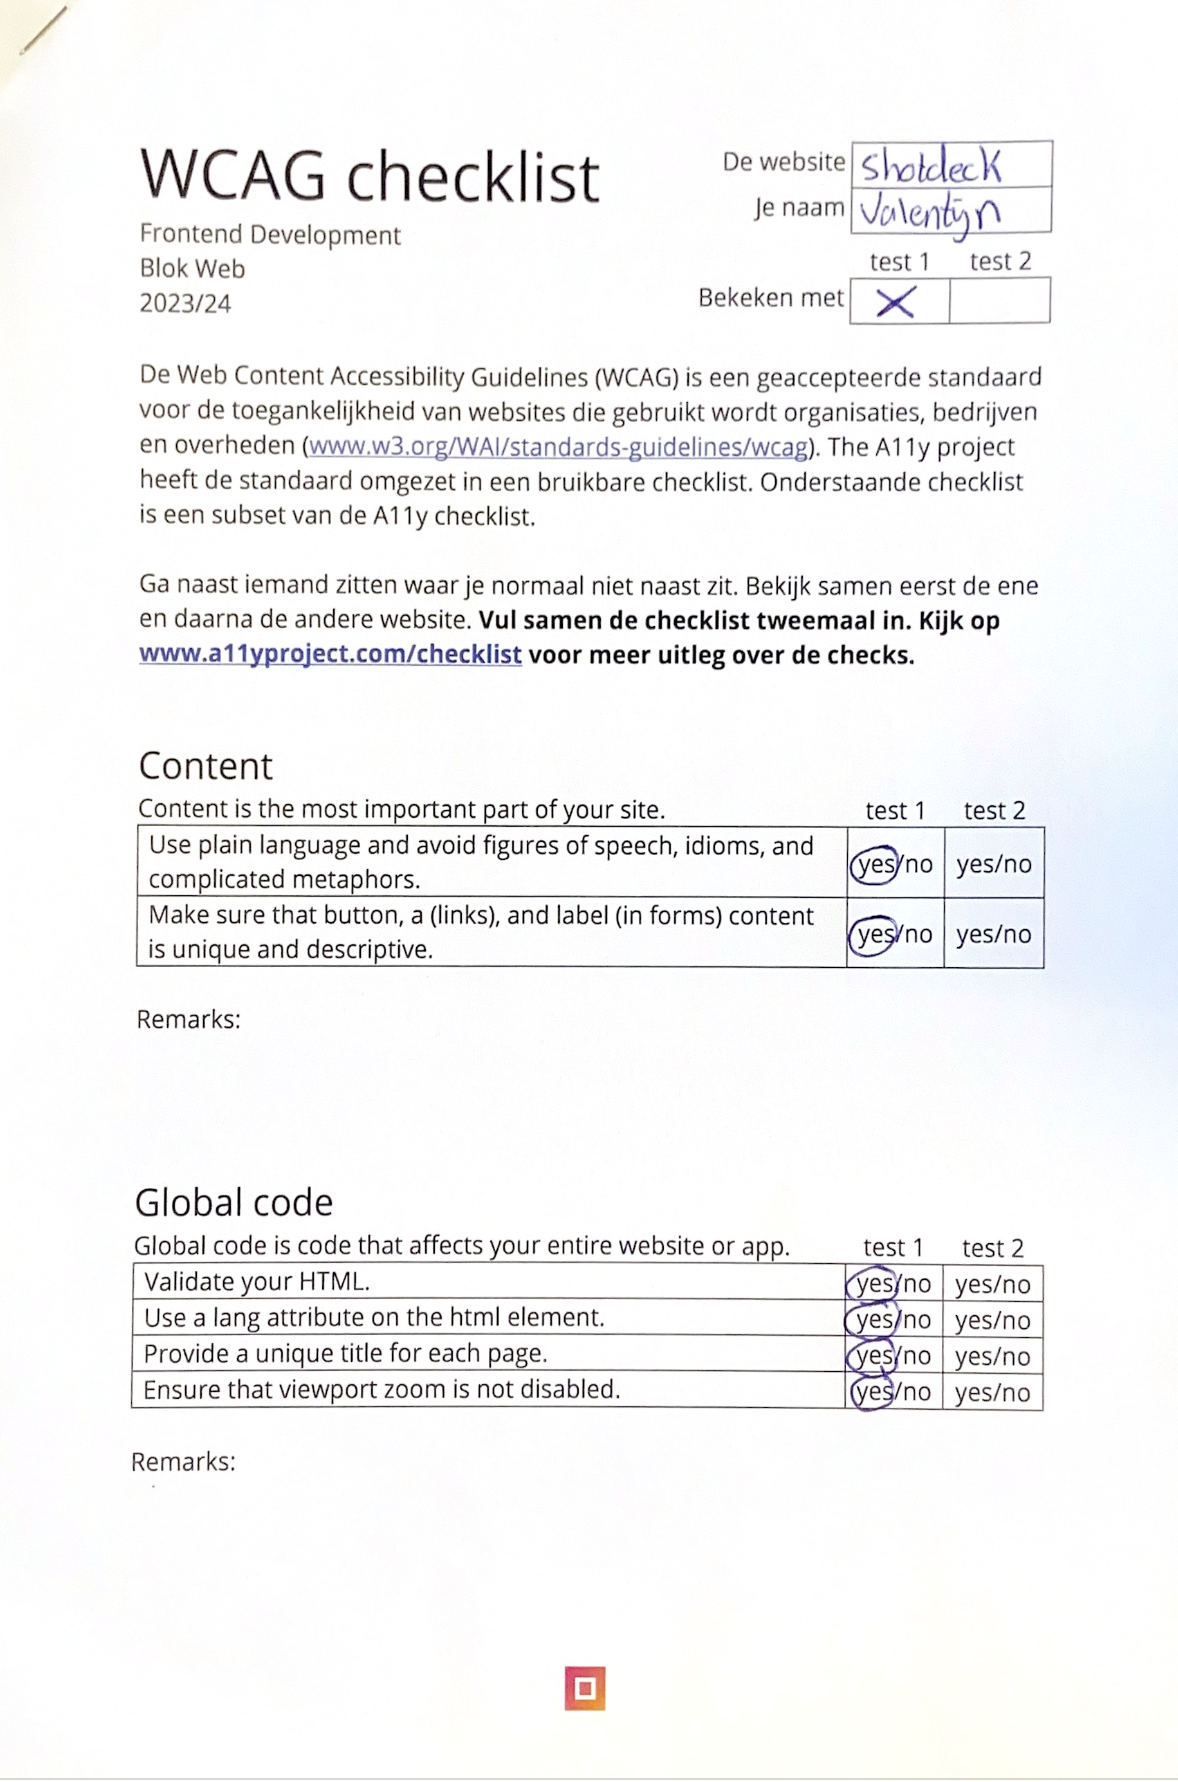 WCAG checklist
Frontend Development
Blok Web
2023/24
De website shotdeck
Je naam Valentijn
test 1 test 2
Bekeken met X
De Web Content Accessibility Guidelines (WCAG) is een geaccepteerde standaard
voor de toegankelijkheid van websites die gebruikt wordt organisaties, bedrijven
en overheden (www.w3.org/WAI/standards-guidelines/wcag). The A11y project
heeft de standaard omgezet in een bruikbare checklist. Onderstaande checklist
is een subset van de A11y checklist.
Ga naast iemand zitten waar je normaal niet naast zit. Bekijk samen eerst de ene
en daarna de andere website. Vul samen de checklist tweemaal in. Kijk op
www.a11yproject.com/checklist voor meer uitleg over de checks.
Content
Content is the most important part of your site. test 1 test 2
Use plain language and avoid figures of speech, idioms, and
complicated metaphors. yes/no yes/no
Make sure that button, a (links), and label (in forms) content
is unique and descriptive. yes/no yes/no
Remarks:
Global code
Global code is code that affects your entire website or app. test 1 test 2
Validate your HTML. yes/no yes/no
Use a lang attribute on the html element. yes/no yes/no
Provide a unique title for each page. yes/no yes/no
Ensure that viewport zoom is not disabled. yes/no yes/no
Remarks: